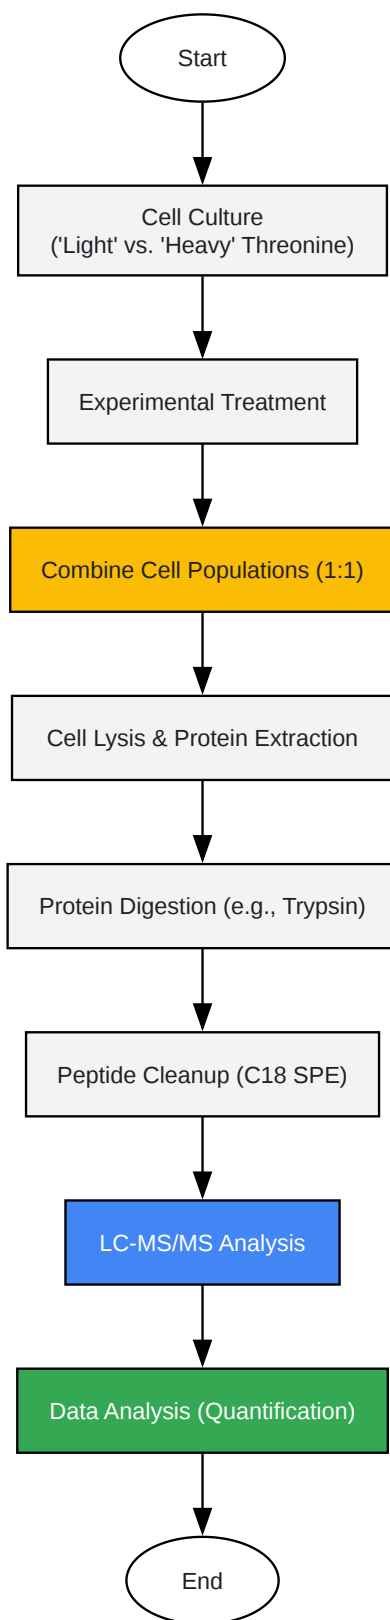 Start
Cell Culture
('Light' vs. 'Heavy' Threonine)
Experimental Treatment
Combine Cell Populations (1:1)
Cell Lysis & Protein Extraction
Protein Digestion (e.g., Trypsin)
Peptide Cleanup (C18 SPE)
LC-MS/MS Analysis
Data Analysis (Quantification)
End